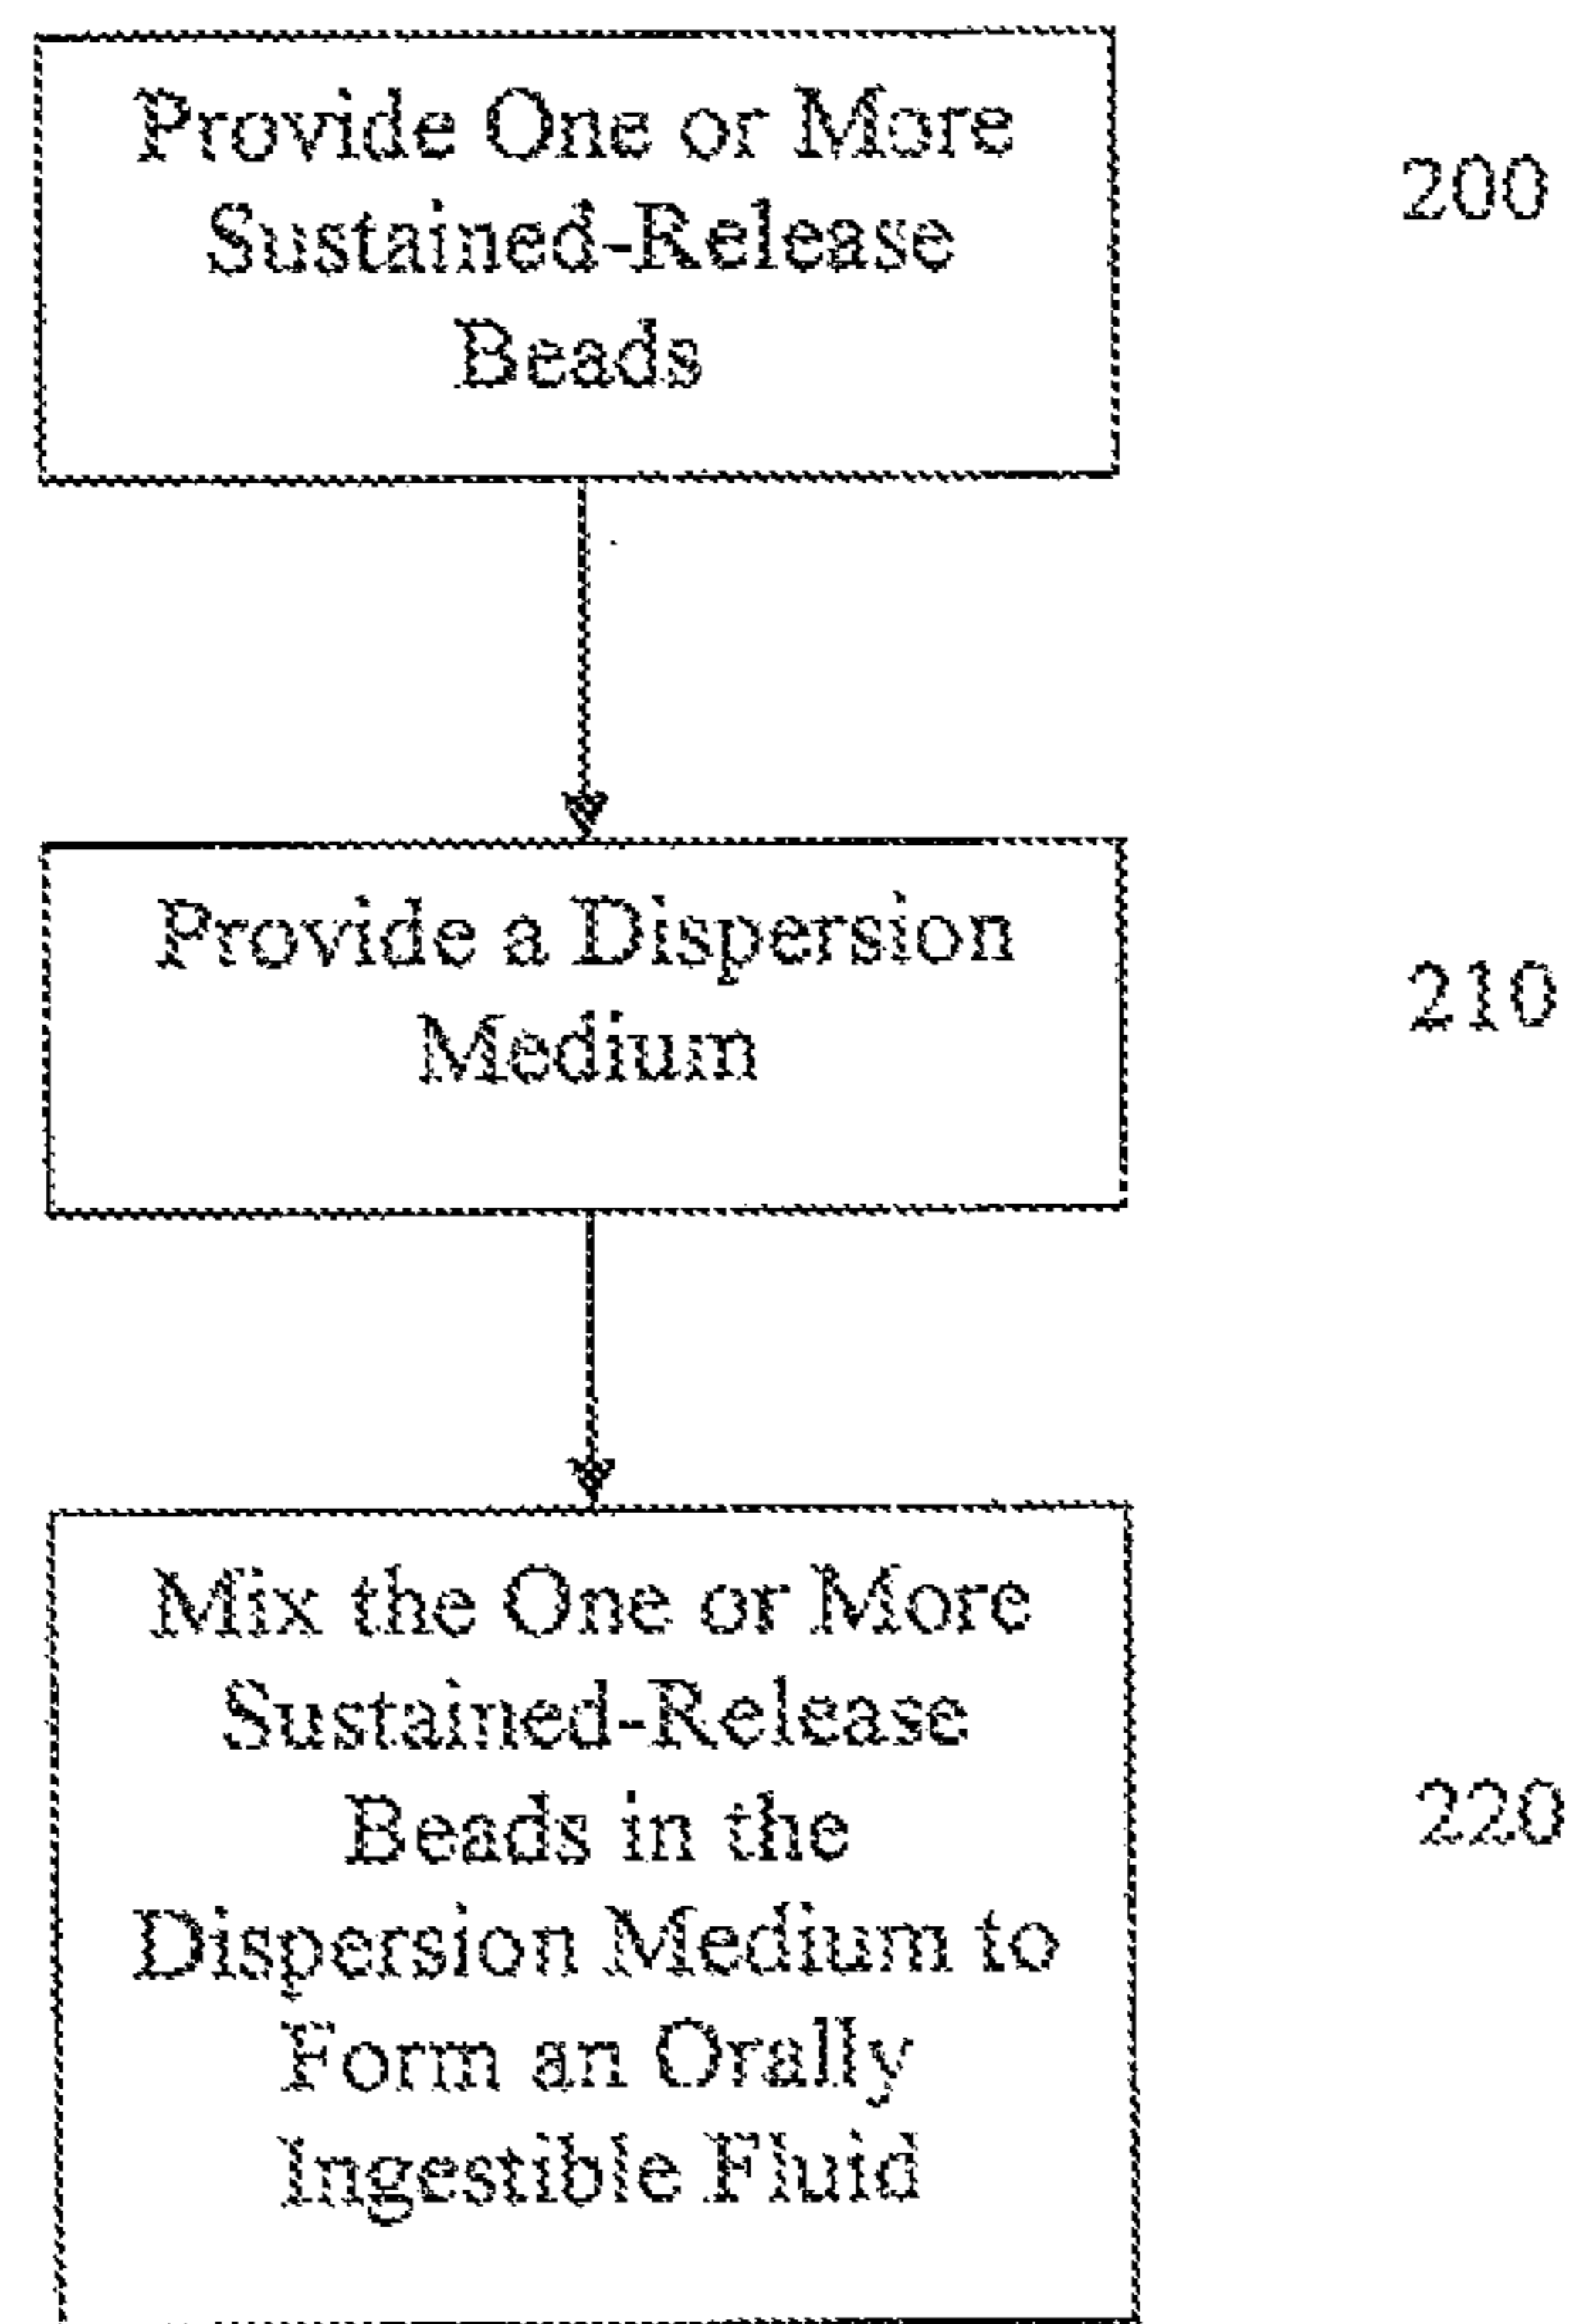 Provide One or More
Sustained-Release
Beads
200
Provide a Dispersion
Medium
210
Mix the One or More
Sustained-Release
Beads in the
Dispersion Medium to
Form an Orally
Ingestible Fluid
220